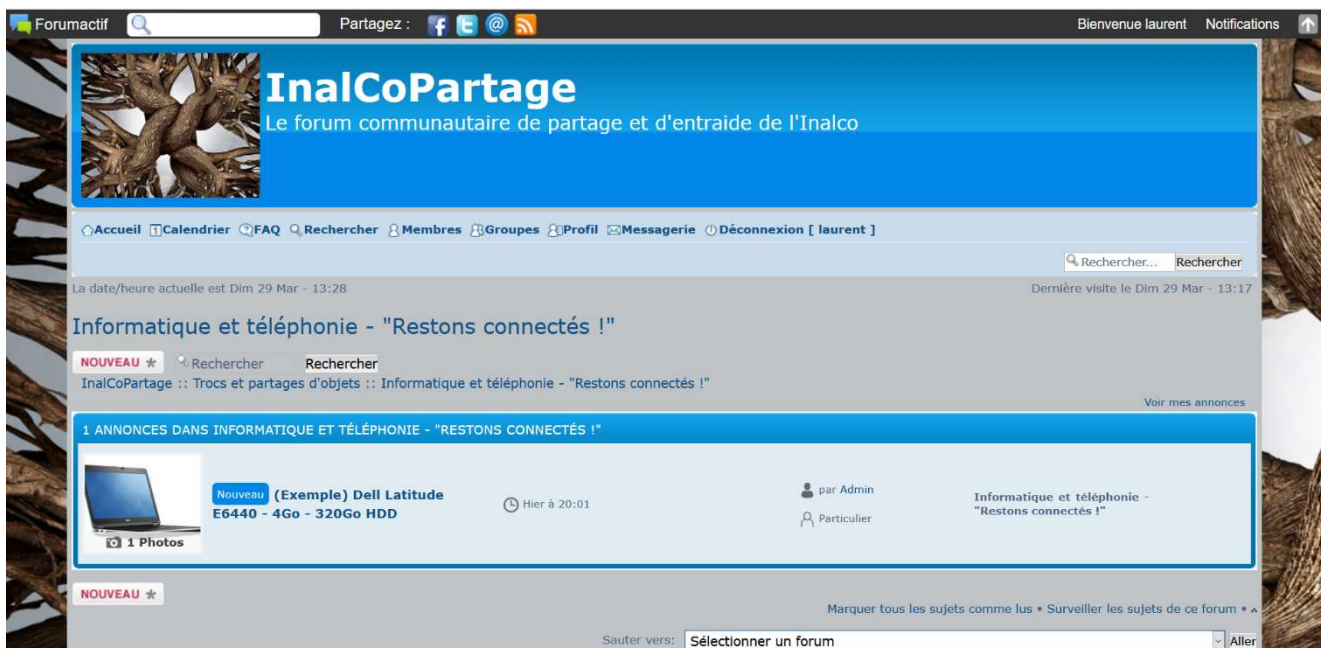 Forumactif
Partagez :
Bienvenue laurent Notifications
InalCoPartage
Le forum communautaire de partage et d'entraide de l'Inalco
Accueil Calendrier FAQ Rechercher Membres Groupes Profil Messagerie Déconnexion [ laurent ]
Rechercher... Rechercher
La date/heure actuelle est Dim 29 Mar - 13:28
Dernière visite le Dim 29 Mar - 13:17
Informatique et téléphonie - "Restons connectés !"
NOUVEAU * Rechercher Rechercher
InalCoPartage :: Trocs et partages d'objets :: Informatique et téléphonie - "Restons connectés !"
Voir mes annonces
1 ANNONCES DANS INFORMATIQUE ET TÉLÉPHONIE - "RESTONS CONNECTÉS !"
1 Photos
Nouveau (Exemple) Dell Latitude
E6440 - 4Go - 320Go HDD
Hier à 20:01
par Admin
Particulier
Informatique et téléphonie -
"Restons connectés !"
NOUVEAU *
Marquer tous les sujets comme lus • Surveiller les sujets de ce forum •
Sauter vers: Sélectionner un forum Aller